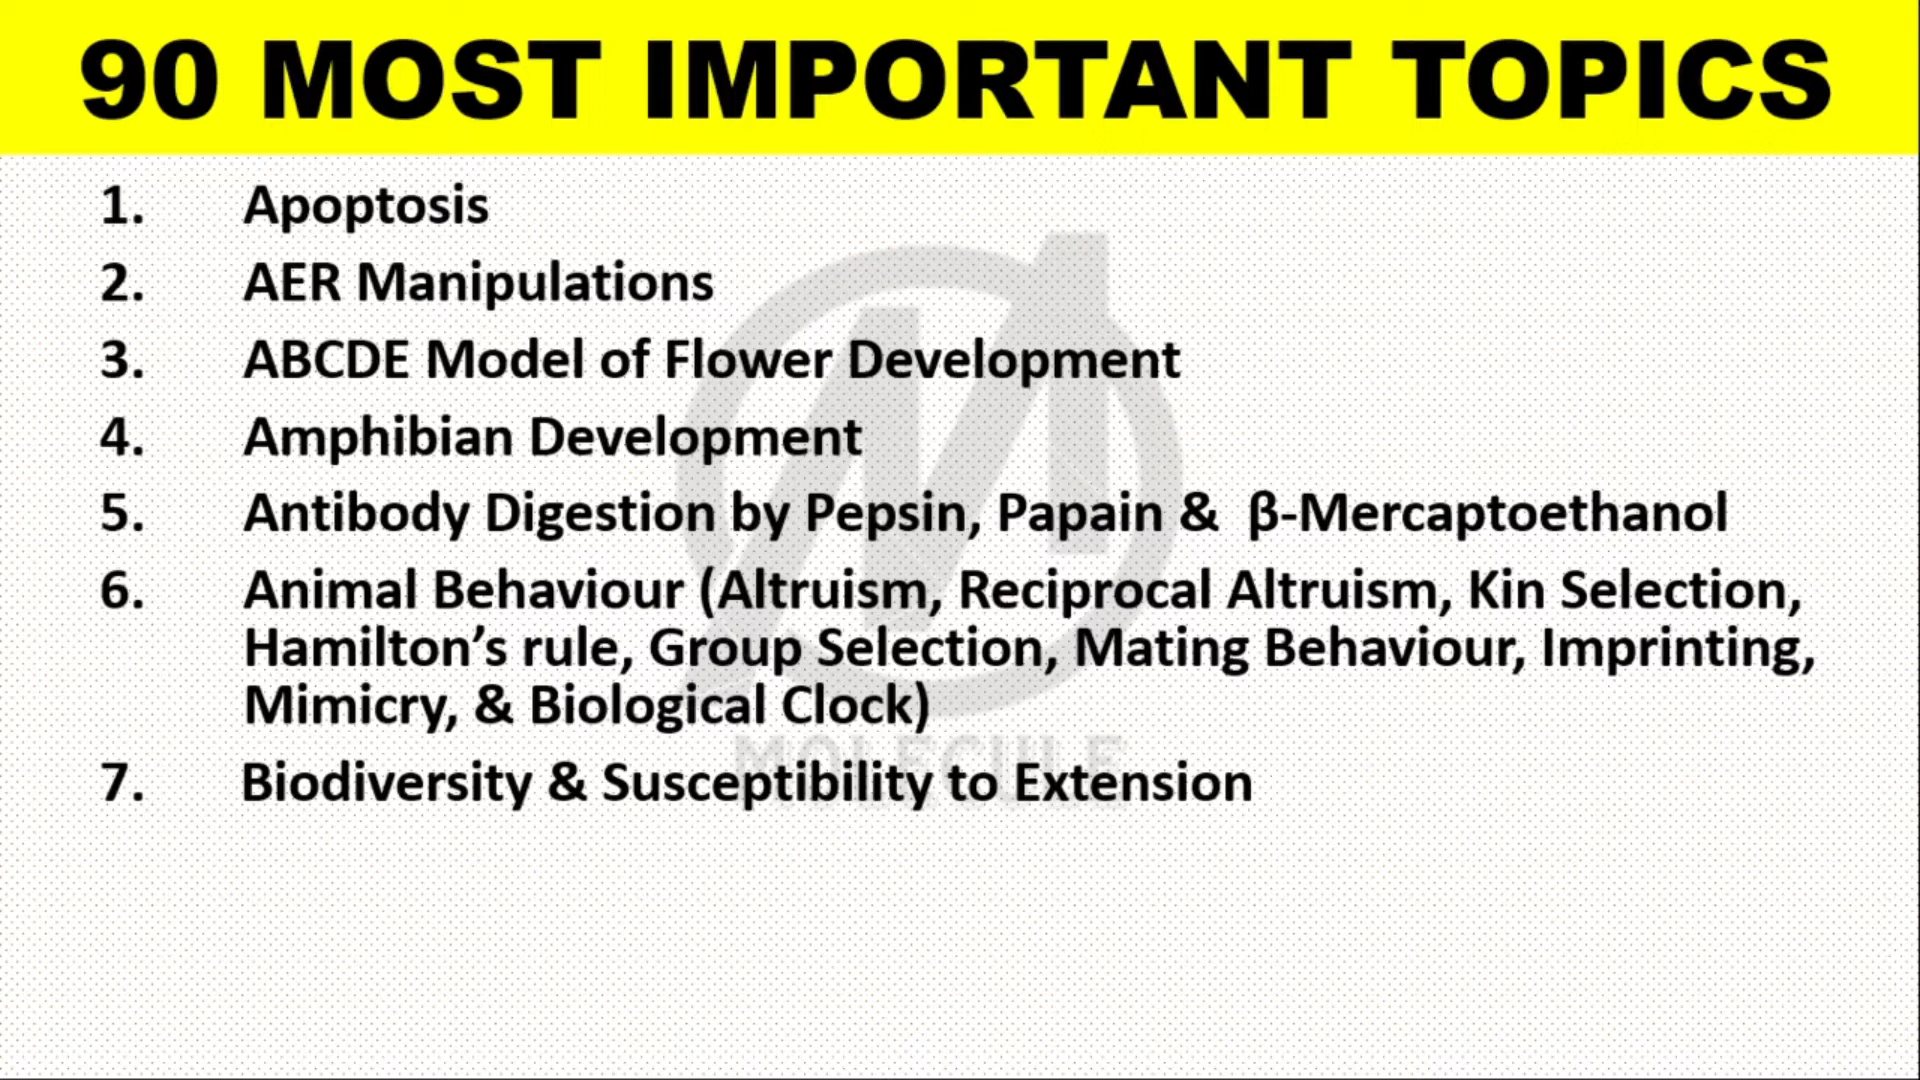 90 MOST IMPORTANT TOPICS
1. Apoptosis
2. AER Manipulations
3. ABCDE Model of Flower Development
4. Amphibian Development
5. Antibody Digestion by Pepsin, Papain & β-Mercaptoethanol
6. Animal Behaviour (Altruism, Reciprocal Altruism, Kin Selection,
Hamilton’s rule, Group Selection, Mating Behaviour, Imprinting,
Mimicry, & Biological Clock)
MOLECULE
7. Biodiversity & Susceptibility to Extension